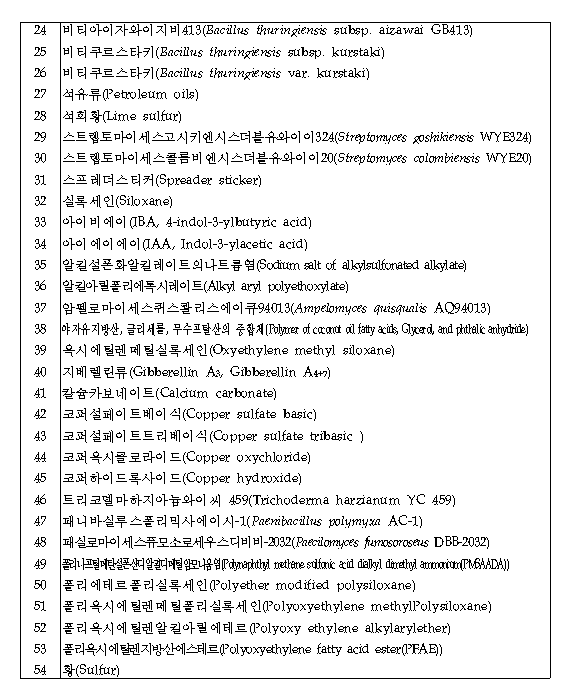 24 비티아이자와이지비413(Bacillus thuringiensis subsp. aizawai GB413)
25 비티쿠르스타키(Bacillus thuringiensis subsp. kurstaki)
26 비티쿠르스타키(Bacillus thuringiensis var. kurstaki)
27 석유류(Petroleum oils)
28 석회황(Lime sulfur)
29 스트렙토마이세스고시키엔시스더블유와이이324(Streptomyces goshikiensis WYE324)
30 스트렙토마이세스콜롬비엔시스더블유와이이20(Streptomyces colombiensis WYE20)
31 스프레더스티커(Spreader sticker)
32 실록세인(Siloxane)
33 아이비에이(IBA, 4-indol-3-ylbutyric acid)
34 아이에이에이(IAA, Indol-3-ylacetic acid)
35 알킬설폰화알킬레이트의나트륨염(Sodium salt of alkylsulfonated alkylate)
36 알킬아릴폴리에톡시레이트(Alkyl aryl polyethoxylate)
37 암펠로마이세스퀴스콸리스에이큐94013(Ampelomyces quisqualis AQ94013)
38 야자유지방산, 글리세롤, 무수프탈산의 중합체(Polymer of coconut oil fatty acids, Glycerol, and phthalic anhydride)
39 옥시에틸렌메틸실록세인(Oxyethylene methyl siloxane)
40 지베렐린류(Gibberellin A3, Gibberellin A4+7)
41 칼슘카보네이트(Calcium carbonate)
42 코퍼설페이트베이식(Copper sulfate basic)
43 코퍼설페이트트리베이식(Copper sulfate tribasic )
44 코퍼옥시클로라이드(Copper oxychloride)
45 코퍼하이드록사이드(Copper hydroxide)
46 트리코델마하지아눔와이씨 459(Trichoderma harzianum YC 459)
47 패니바실루스폴리믹사에이시-1(Paenibacillus polymyxa AC-1)
48 패실로마이세스퓨모소로세우스디비비-2032(Paecilomyces fumosoroseus DBB-2032)
49 폴리나프틸메탄설폰산디알킬디메틸암모늄염(Polynaphthyl methane sulfonic acid dialkyl dimethyl ammonium(PMSAADA))
50 폴리에테르폴리실록세인(Polyether modified polysiloxane)
51 폴리옥시에틸렌메틸폴리실록세인(Polyoxyethylene methylPolysiloxane)
52 폴리옥시에틸렌알킬아릴에테르(Polyoxy ethylene alkylarylether)
53 폴리옥시에틸렌지방산에스테르(Polyoxyethylene fatty acid ester(PFAE))
54 황(Sulfur)